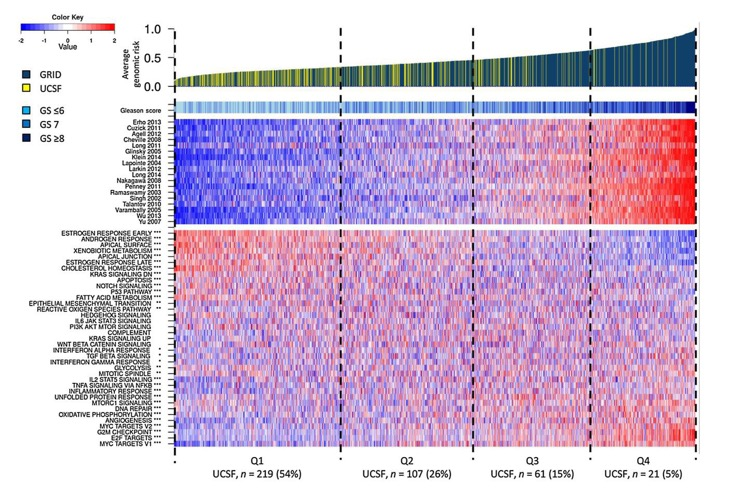 Color Key
-2 -1 0 1 2
Value
GRID
UCSF
GS ≤6
GS 7
GS ≥8
Average
genomic risk
1.0
0.5
0.0
Gleason score
Erho 2013
Cuzick 2011
Agell 2012
Cheville 2008
Long 2011
Glinsky 2005
Klein 2014
Lapointe 2004
Larkin 2012
Long 2014
Nakagawa 2008
Penney 2011
Ramaswamy 2003
Singh 2002
Talantov 2010
Varambally 2005
Wu 2013
Yu 2007
ESTROGEN RESPONSE EARLY ***
ANDROGEN RESPONSE ***
APICAL SURFACE ***
XENOBIOTIC METABOLISM ***
APICAL JUNCTION ***
ESTROGEN RESPONSE LATE ***
CHOLESTEROL HOMEOSTASIS ***
KRAS SIGNALING DN ***
APOPTOSIS ***
NOTCH SIGNALING ***
P53 PATHWAY ***
FATTY ACID METABOLISM ***
EPITHELIAL MESENCHYMAL TRANSITION **
REACTIVE OXIGEN SPECIES PATHWAY
HEDGEHOG SIGNALING
IL6 JAK STAT3 SIGNALING
PI3K AKT MTOR SIGNALING
COMPLEMENT
KRAS SIGNALING UP
WNT BETA CATENIN SIGNALING
INTERFERON ALPHA RESPONSE *
TGF BETA SIGNALING *
INTERFERON GAMMA RESPONSE *
GLYCOLYSIS **
MITOTIC SPINDLE **
IL2 STAT5 SIGNALING ***
TNFA SIGNALING VIA NFKB ***
INFLAMMATORY RESPONSE ***
UNFOLDED PROTEIN RESPONSE ***
MTORC1 SIGNALING ***
DNA REPAIR ***
OXIDATIVE PHOSPHORYLATION ***
ANGIOGENESIS ***
MYC TARGETS V2 ***
G2M CHECKPOINT ***
E2F TARGETS ***
MYC TARGETS V1 ***
Q1 Q2 Q3 Q4
UCSF, n = 219 (54%) UCSF, n = 107 (26%) UCSF, n = 61 (15%) UCSF, n = 21 (5%)